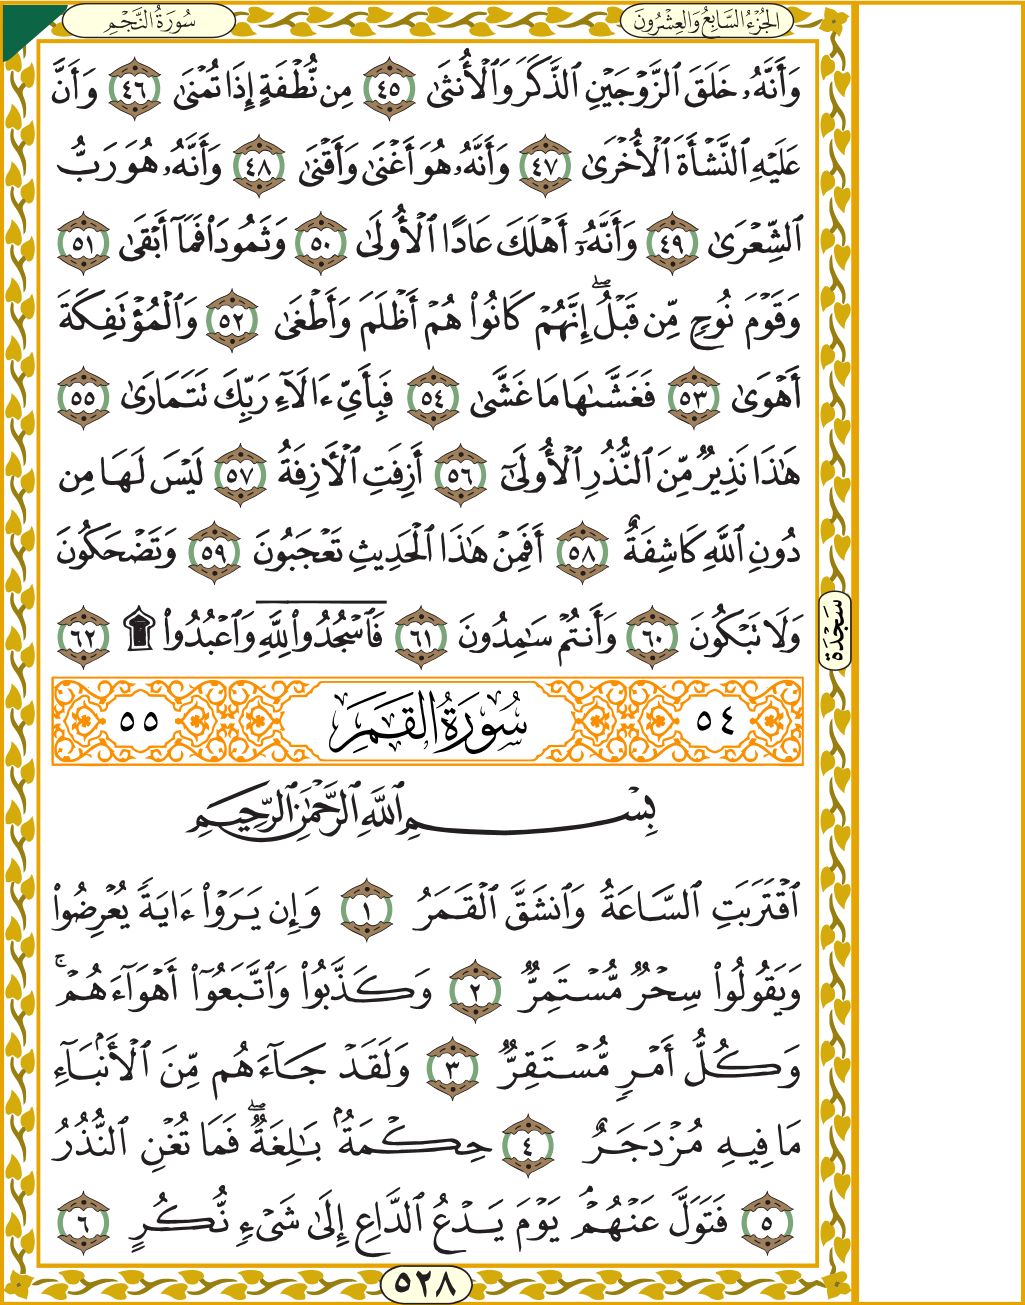 الجُزْءُ السَّابِعُ وَالعِشْرُونَ
سُورَةُ النَّجْمِ
وَأَنَّهُۥ خَلَقَ ٱلزَّوْجَيْنِ ٱلذَّكَرَ وَٱلْأُنثَىٰ ٤٥ مِن نُّطْفَةٍ إِذَا تُمْنَىٰ ٤٦ وَأَنَّ
عَلَيْهِ ٱلنَّشْأَةَ ٱلْأُخْرَىٰ ٤٧ وَأَنَّهُۥ هُوَ أَغْنَىٰ وَأَقْنَىٰ ٤٨ وَأَنَّهُۥ هُوَ رَبُّ
ٱلشِّعْرَىٰ ٤٩ وَأَنَّهُۥٓ أَهْلَكَ عَادًا ٱلْأُولَىٰ ٥٠ وَثَمُودَا۟ فَمَآ أَبْقَىٰ ٥١
وَقَوْمَ نُوحٍ مِّن قَبْلُ ۖ إِنَّهُمْ كَانُوا۟ هُمْ أَظْلَمَ وَأَطْغَىٰ ٥٢ وَٱلْمُؤْتَفِكَةَ
أَهْوَىٰ ٥٣ فَغَشَّىٰهَا مَا غَشَّىٰ ٥٤ فَبِأَىِّ ءَالَآءِ رَبِّكَ تَتَمَارَىٰ ٥٥
هَٰذَا نَذِيرٌ مِّنَ ٱلنُّذُرِ ٱلْأُولَىٰٓ ٥٦ أَزِفَتِ ٱلْءَازِفَةُ ٥٧ لَيْسَ لَهَا مِن
دُونِ ٱللَّهِ كَاشِفَةٌ ٥٨ أَفَمِنْ هَٰذَا ٱلْحَدِيثِ تَعْجَبُونَ ٥٩ وَتَضْحَكُونَ
وَلَا تَبْكُونَ ٦٠ وَأَنتُمْ سَٰمِدُونَ ٦١ فَٱسْجُدُوا۟ لِلَّهِ وَٱعْبُدُوا۟ ۩ ٦٢
سَجْدَة
٥٤ سُورَةُ القَمَرِ ٥٥
بِسْمِ ٱللَّهِ ٱلرَّحْمَٰنِ ٱلرَّحِيمِ
ٱقْتَرَبَتِ ٱلسَّاعَةُ وَٱنشَقَّ ٱلْقَمَرُ ١ وَإِن يَرَوْا۟ ءَايَةً يُعْرِضُوا۟
وَيَقُولُوا۟ سِحْرٌ مُّسْتَمِرٌّ ٢ وَكَذَّبُوا۟ وَٱتَّبَعُوٓا۟ أَهْوَآءَهُمْ ۚ
وَكُلُّ أَمْرٍ مُّسْتَقِرٌّ ٣ وَلَقَدْ جَآءَهُم مِّنَ ٱلْأَنۢبَآءِ
مَا فِيهِ مُزْدَجَرٌ ٤ حِكْمَةٌۢ بَٰلِغَةٌ ۖ فَمَا تُغْنِ ٱلنُّذُرُ
٥ فَتَوَلَّ عَنْهُمْ ۘ يَوْمَ يَدْعُ ٱلدَّاعِ إِلَىٰ شَىْءٍ نُّكُرٍ ٦
٥٢٨